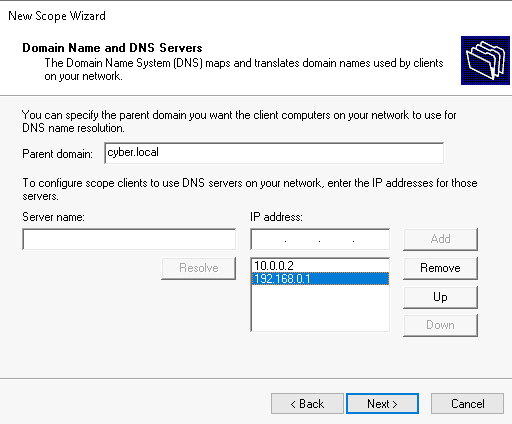 New Scope Wizard
Domain Name and DNS Servers
The Domain Name System (DNS) maps and translates domain names used by clients
on your network.
You can specify the parent domain you want the client computers on your network to use for
DNS name resolution.
Parent domain: cyber.local
To configure scope clients to use DNS servers on your network, enter the IP addresses for those
servers.
Server name: IP address:
. . . Add
Resolve 10.0.0.2 Remove
192.168.0.1
Up
Down
< Back Next > Cancel